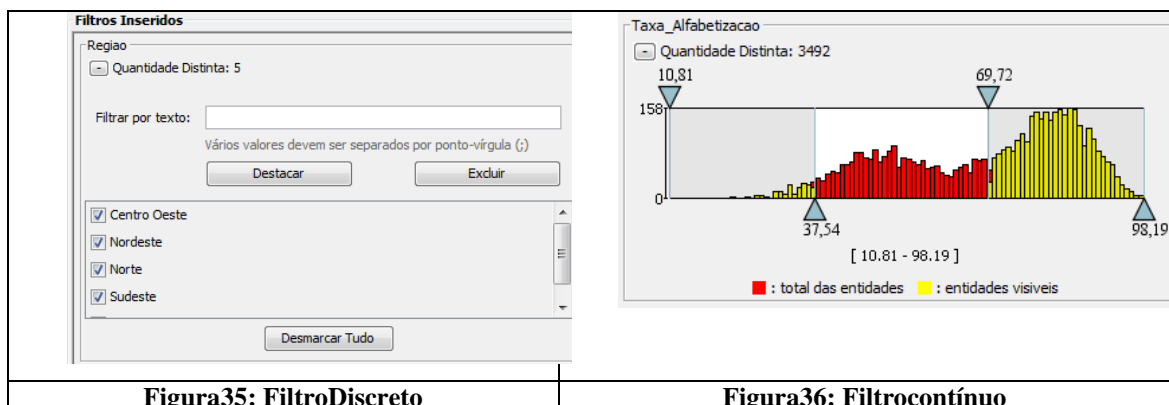 Filtros Inseridos
Regiao
- Quantidade Distinta: 5
Filtrar por texto:
Vários valores devem ser separados por ponto-vírgula (;)
Destacar
Excluir
Centro Oeste
Nordeste
Norte
Sudeste
Desmarcar Tudo
Figura35: FiltroDiscreto
Taxa_Alfabetizacao
- Quantidade Distinta: 3492
10,81
69,72
158
0
37,54
98,19
[ 10.81 - 98.19 ]
: total das entidades : entidades visiveis
Figura36: Filtrocontínuo